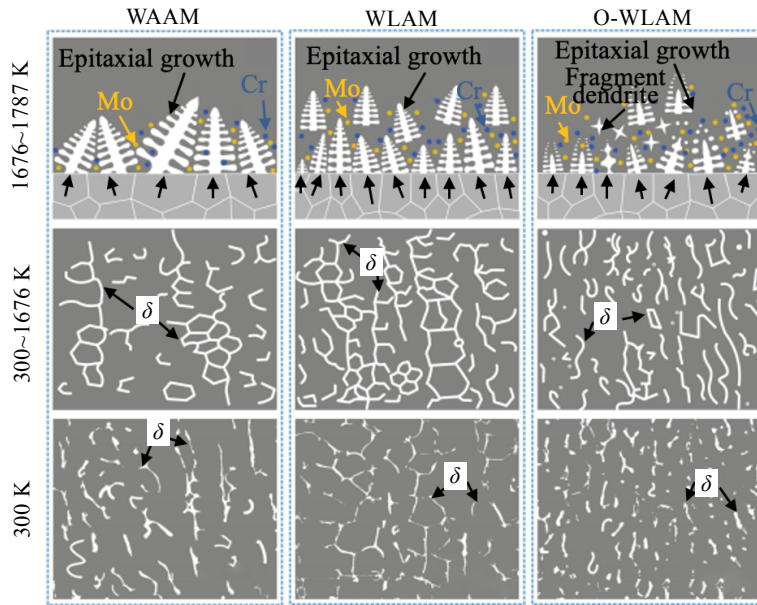 WAAM
WLAM
O-WLAM
1676~1787 K
Epitaxial growth
Mo
Cr
Epitaxial growth
Mo
Cr
Epitaxial growth
Fragment
dendrite
Mo
Cr
300~1676 K
δ
δ
δ
300 K
δ
δ
δ